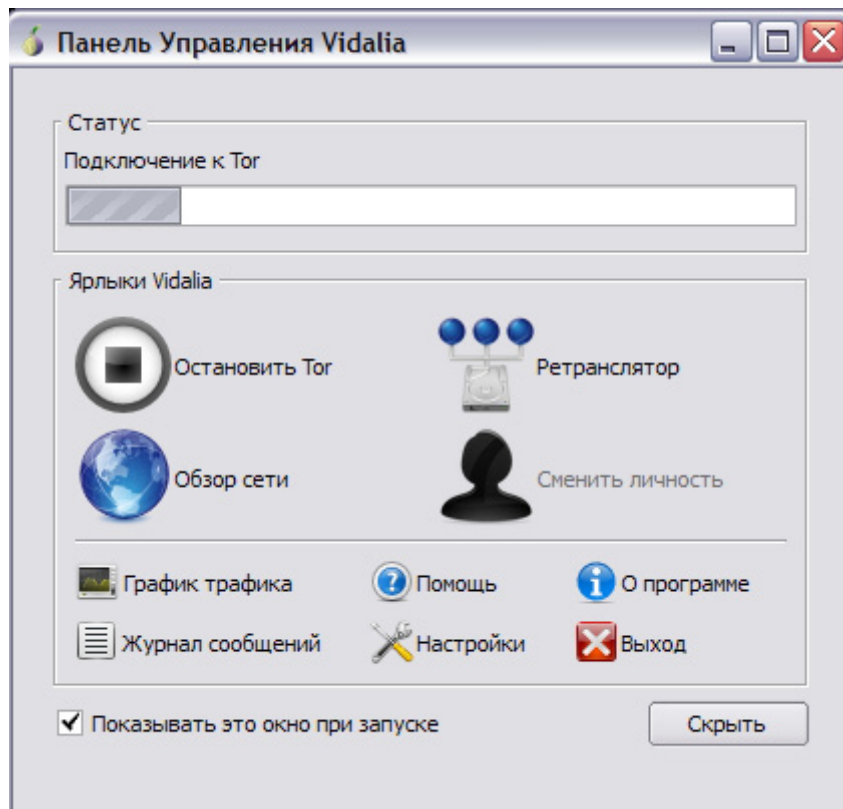 Панель Управления Vidalia
Статус
Подключение к Tor
Ярлыки Vidalia
Остановить Tor
Ретранслятор
Обзор сети
Сменить личность
График трафика
Помощь
О программе
Журнал сообщений
Настройки
Выход
Показывать это окно при запуске
Скрыть